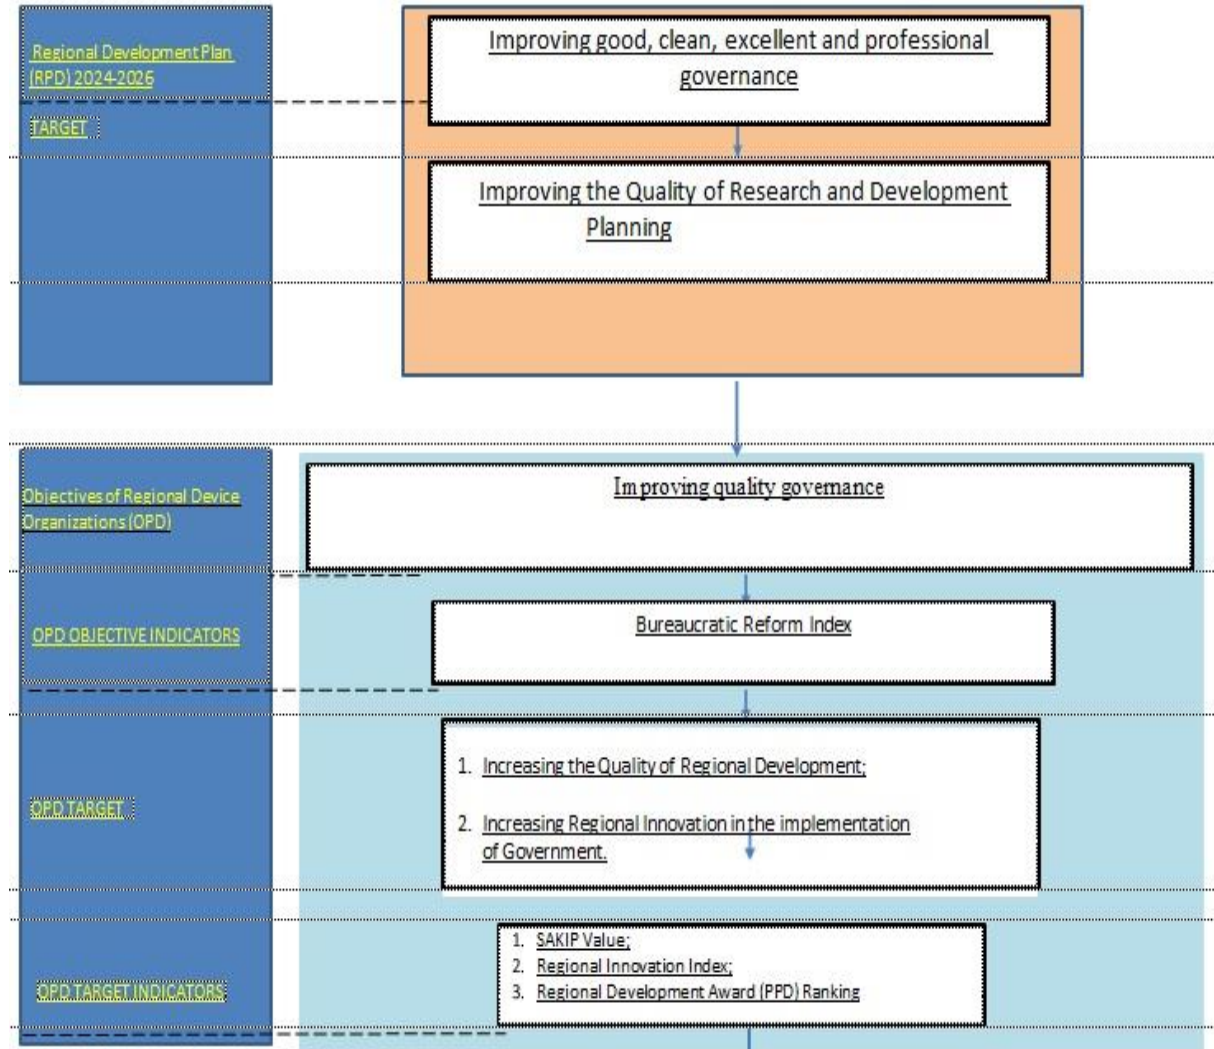 Regional Development Plan
(RPD) 2024-2026
TARGET
Improving good, clean, excellent and professional
governance
Improving the Quality of Research and Development
Planning
Objectives of Regional Device
Organizations (OPD)
Improving quality governance
OPD OBJECTIVE INDICATORS
Bureaucratic Reform Index
OPD TARGET
1. Increasing the Quality of Regional Development;
2. Increasing Regional Innovation in the implementation
of Government.
OPD TARGET INDICATORS
1. SAKIP Value;
2. Regional Innovation Index;
3. Regional Development Award (PPD) Ranking